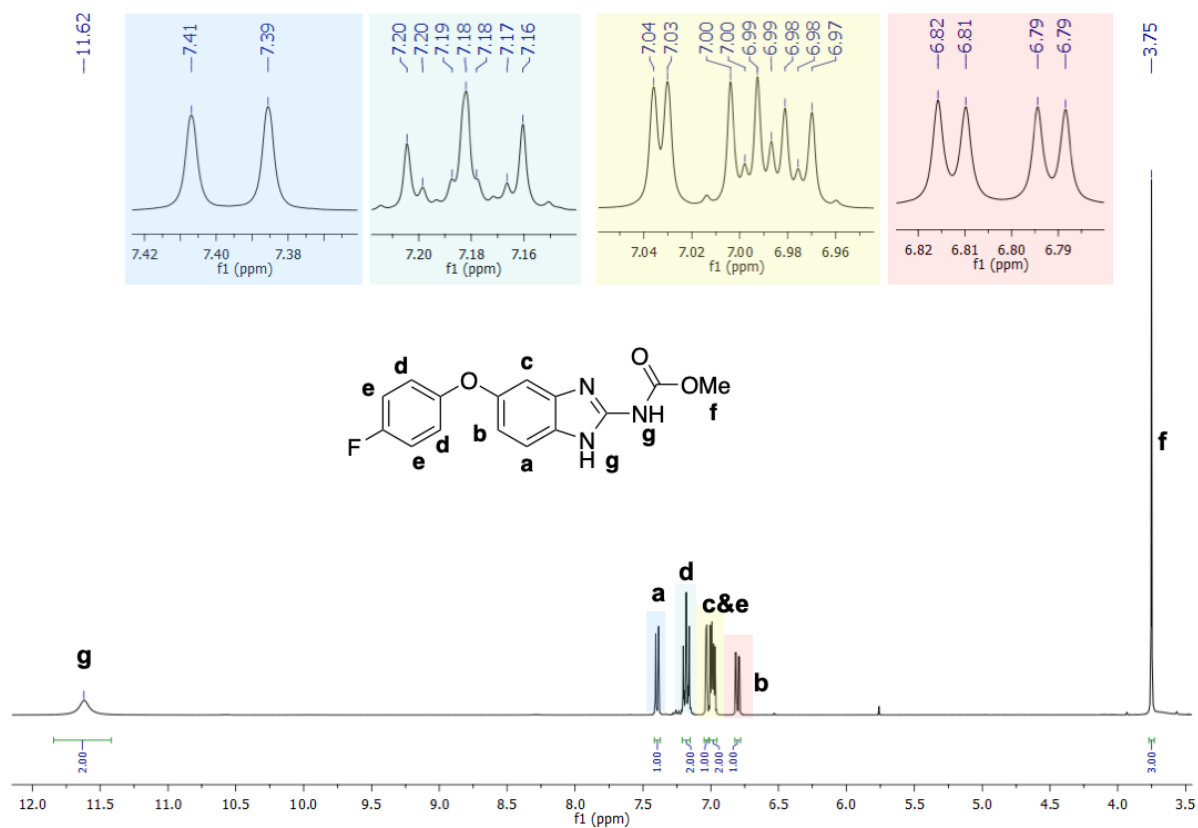 11.62
7.41
7.39
7.20
7.20
7.19
7.18
7.18
7.17
7.16
7.04
7.03
7.00
7.00
6.99
6.99
6.98
6.98
6.97
6.82
6.81
6.79
6.79
3.75
7.42 7.40 7.38
f1 (ppm)
7.20 7.18 7.16
f1 (ppm)
7.04 7.02 7.00 6.98 6.96
f1 (ppm)
6.82 6.81 6.80 6.79
f1 (ppm)
d
O
c
N
O
OMe
f
e
NH
g
F
d
e
b
a
N
H
g
f
g
a
d
c&e
b
2.00
1.00
2.00
1.00
2.00
1.00
3.00
12.0 11.5 11.0 10.5 10.0 9.5 9.0 8.5 8.0 7.5 7.0 6.5 6.0 5.5 5.0 4.5 4.0 3.5
f1 (ppm)